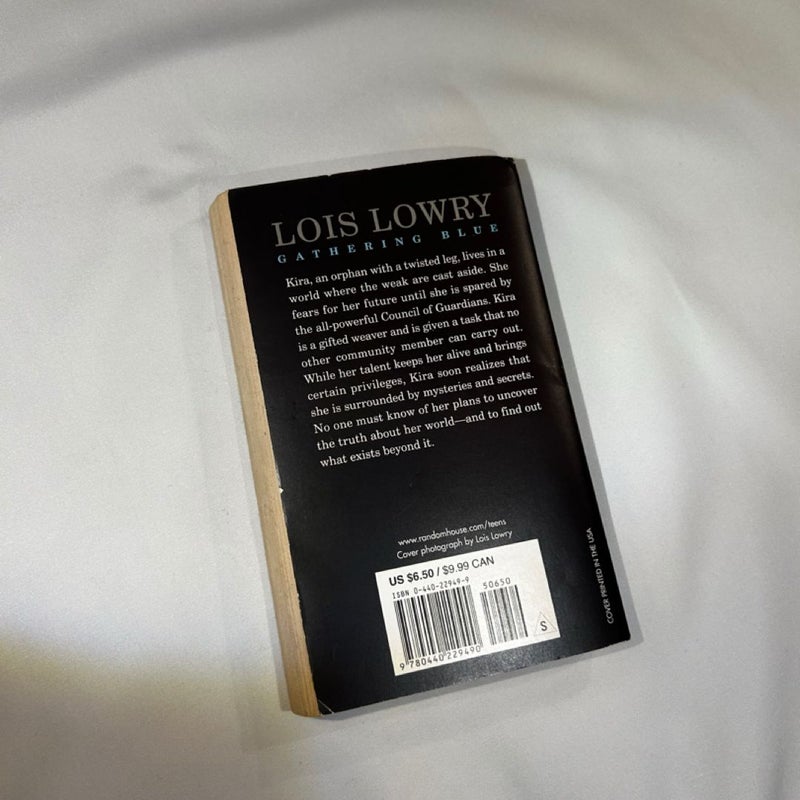 LOIS LOWRY
GATHERING BLUE
Kira, an orphan with a twisted leg, lives in a
world where the weak are cast aside. She
fears for her future until she is spared by
the all-powerful Council of Guardians. Kira
is a gifted weaver and is given a task that no
other community member can carry out.
While her talent keeps her alive and brings
certain privileges, Kira soon realizes that
she is surrounded by mysteries and secrets.
No one must know of her plans to uncover
the truth about her world—and to find out
what exists beyond it.
www.randomhouse.com/teens
Cover photograph by Lois Lowry
US $6.50 / $9.99 CAN
ISBN 0-440-22949-9
50650
9 780440 229490
S
COVER PRINTED IN THE USA